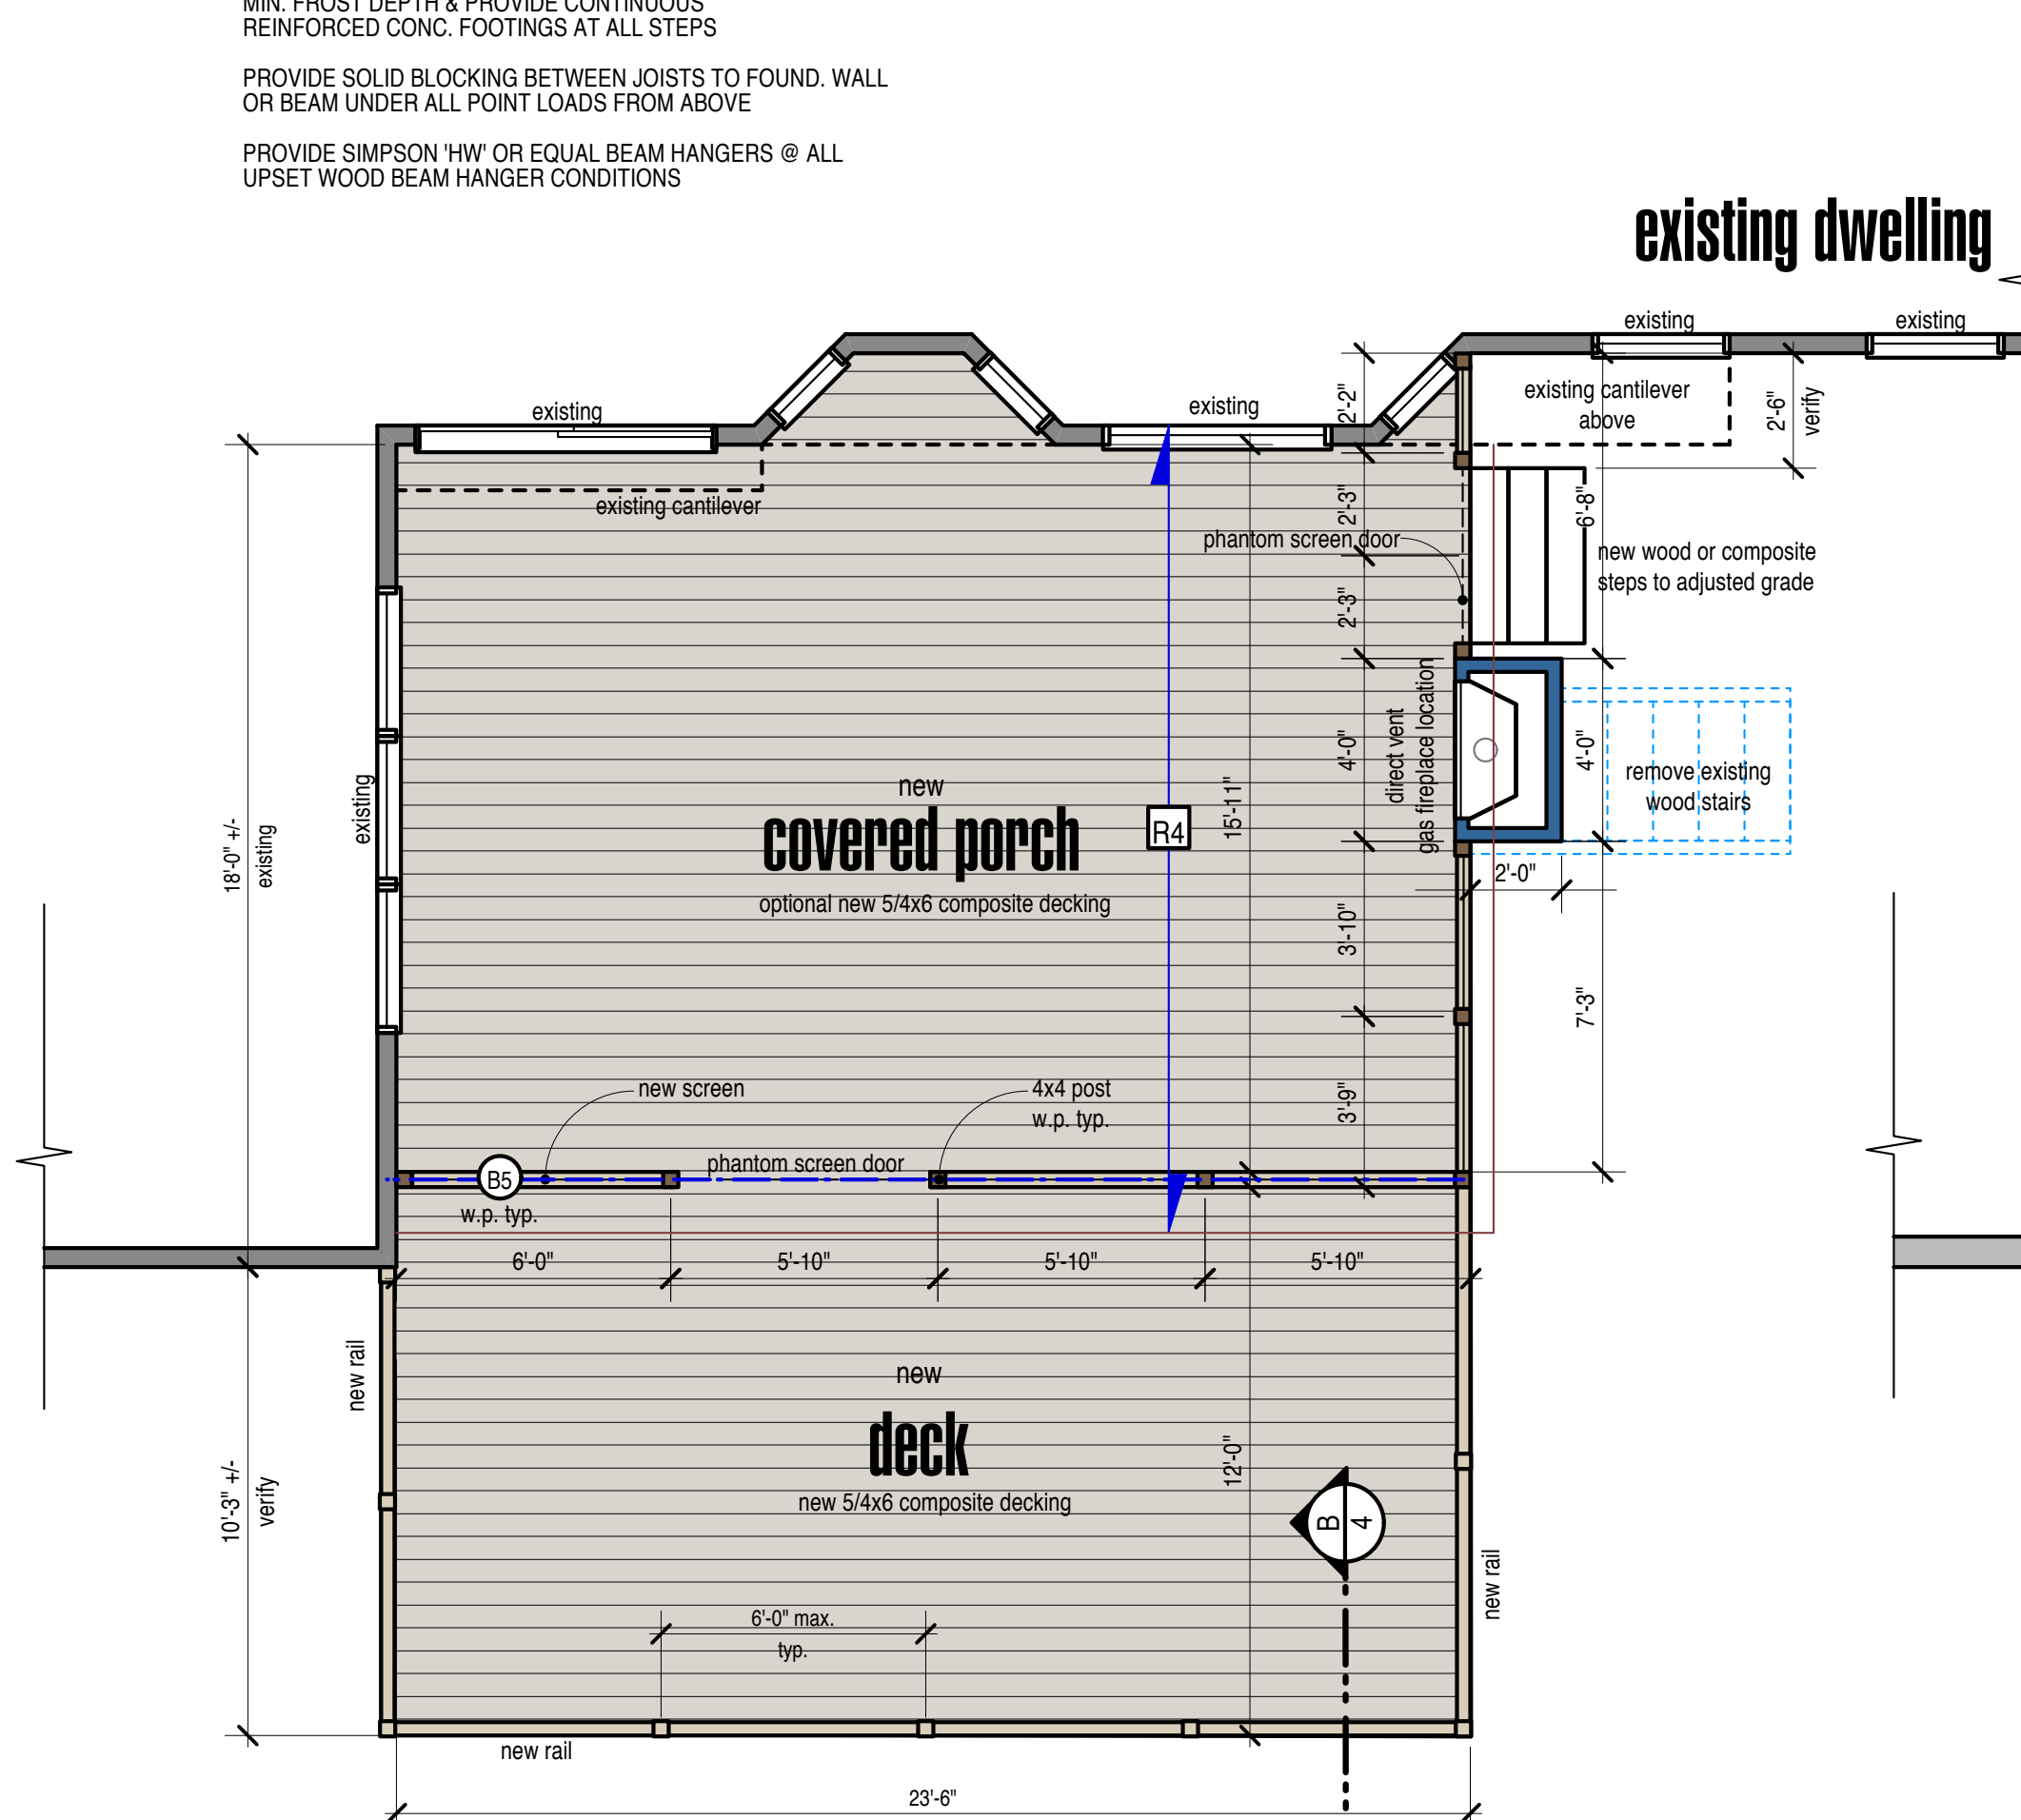 MIN. FROST DEPTH & PROVIDE CONTINUOUS
REINFORCED CONC. FOOTINGS AT ALL STEPS
PROVIDE SOLID BLOCKING BETWEEN JOISTS TO FOUND. WALL
OR BEAM UNDER ALL POINT LOADS FROM ABOVE
PROVIDE SIMPSON 'HW' OR EQUAL BEAM HANGERS @ ALL
UPSET WOOD BEAM HANGER CONDITIONS
existing dwelling
existing
existing
existing
existing
existing cantilever
above
2'-6"
verify
2'-2"
existing cantilever
2'-3"
6'-8"
phantom screen door
new wood or composite
steps to adjusted grade
2'-3"
direct vent
gas fireplace location
4'-0"
4'-0"
remove existing
wood stairs
new
covered porch
optional new 5/4x6 composite decking
R4
15'-11"
18'-0" +/-
existing
existing
2'-0"
3'-10"
7'-3"
3'-9"
new screen
4x4 post
w.p. typ.
phantom screen door
B5
w.p. typ.
6'-0"
5'-10"
5'-10"
5'-10"
new rail
new
deck
new 5/4x6 composite decking
12'-0"
10'-3" +/-
verify
B
4
new rail
6'-0" max.
typ.
new rail
23'-6"